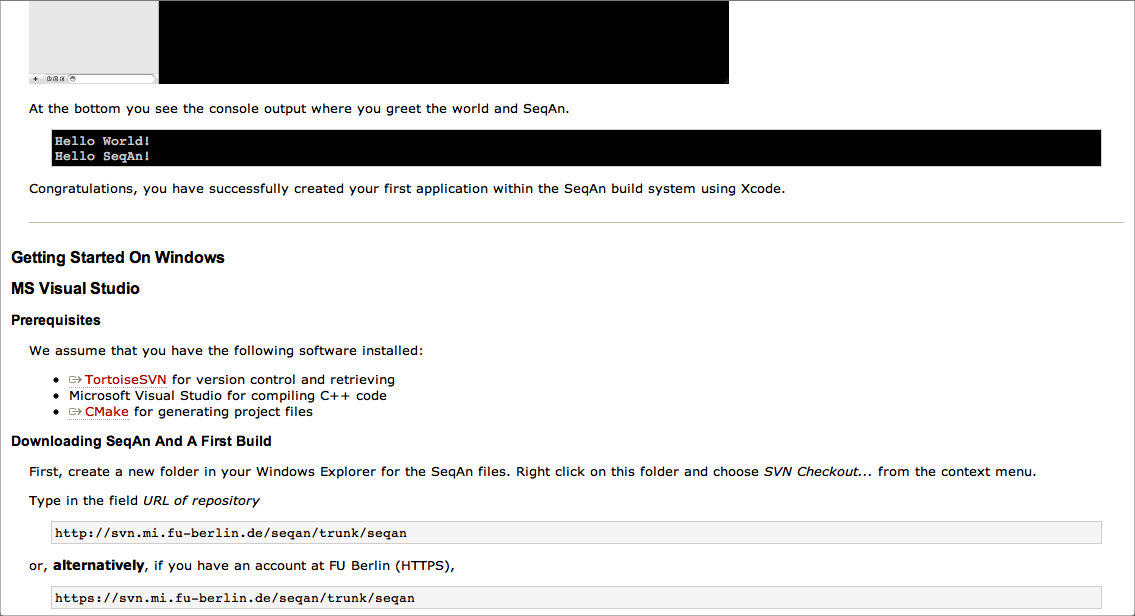 At the bottom you see the console output where you greet the world and SeqAn.
Hello World!
Hello SeqAn!
Congratulations, you have successfully created your first application within the SeqAn build system using Xcode.
Getting Started On Windows
MS Visual Studio
Prerequisites
We assume that you have the following software installed:
TortoiseSVN for version control and retrieving
Microsoft Visual Studio for compiling C++ code
CMake for generating project files
Downloading SeqAn And A First Build
First, create a new folder in your Windows Explorer for the SeqAn files. Right click on this folder and choose SVN Checkout... from the context menu.
Type in the field URL of repository
http://svn.mi.fu-berlin.de/seqan/trunk/seqan
or, alternatively, if you have an account at FU Berlin (HTTPS),
https://svn.mi.fu-berlin.de/seqan/trunk/seqan